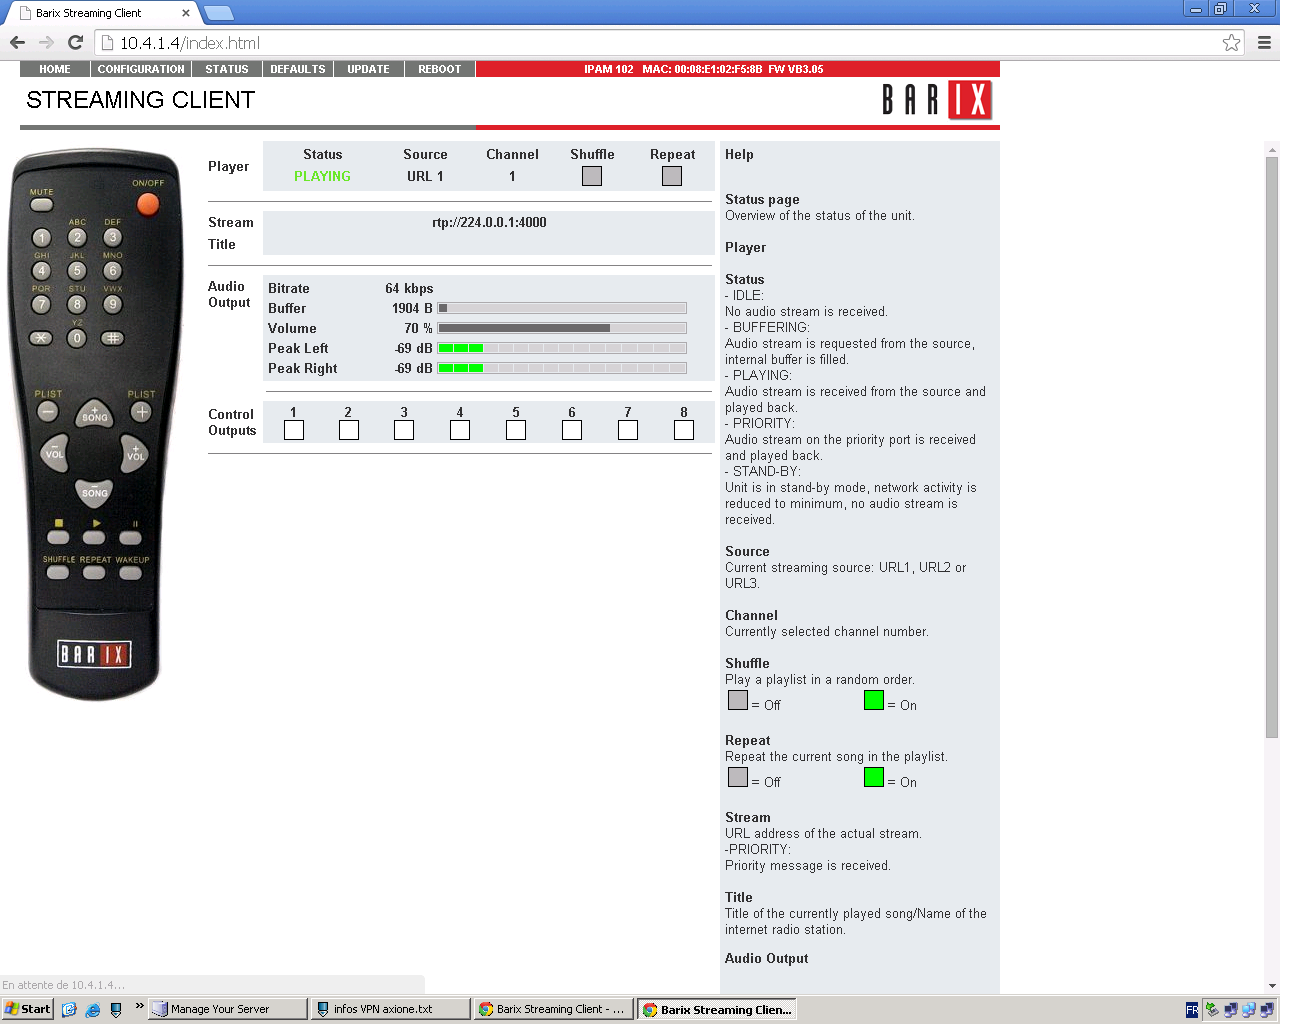 Barix Streaming Client
10.4.1.4/index.html
HOME CONFIGURATION STATUS DEFAULTS UPDATE REBOOT IPAM 102 MAC: 00:08:E1:02:F5:8B FW VB3.05
STREAMING CLIENT
BARIX
MUTE ON/OFF
ABC DEF
1 2 3
GHI JKL MNO
4 5 6
PQR STU VWX
7 8 9
YZ
* 0 #
PLIST PLIST
- + SONG +
- VOL + VOL
- SONG
SHUFFLE REPEAT WAKEUP
BARIX
Player
Status Source Channel Shuffle Repeat
PLAYING URL 1 1
Stream rtp://224.0.0.1:4000
Title
Audio Output
Bitrate 64 kbps
Buffer 1904 B
Volume 70 %
Peak Left -69 dB
Peak Right -69 dB
Control Outputs
1 2 3 4 5 6 7 8
Help
Status page
Overview of the status of the unit.
Player
Status
- IDLE:
No audio stream is received.
- BUFFERING:
Audio stream is requested from the source,
internal buffer is filled.
- PLAYING:
Audio stream is received from the source and
played back.
- PRIORITY:
Audio stream on the priority port is received
and played back.
- STAND-BY:
Unit is in stand-by mode, network activity is
reduced to minimum, no audio stream is
received.
Source
Current streaming source: URL1, URL2 or
URL3.
Channel
Currently selected channel number.
Shuffle
Play a playlist in a random order.
= Off = On
Repeat
Repeat the current song in the playlist.
= Off = On
Stream
URL address of the actual stream.
-PRIORITY:
Priority message is received.
Title
Title of the currently played song/Name of the
internet radio station.
Audio Output
En attente de 10.4.1.4...
Start » Manage Your Server infos VPN axione.txt Barix Streaming Client - ... Barix Streaming Clien... FR